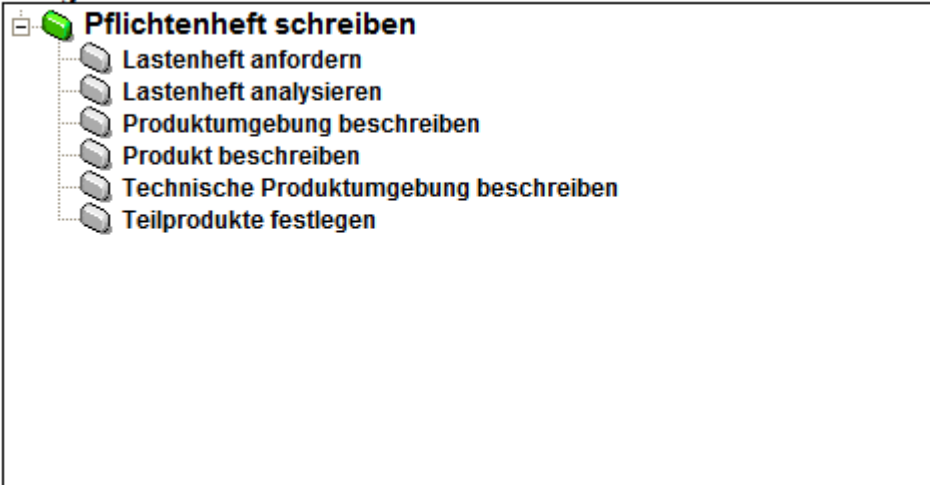 Pflichtenheft schreiben
Lastenheft anfordern
Lastenheft analysieren
Produktumgebung beschreiben
Produkt beschreiben
Technische Produktumgebung beschreiben
Teilprodukte festlegen